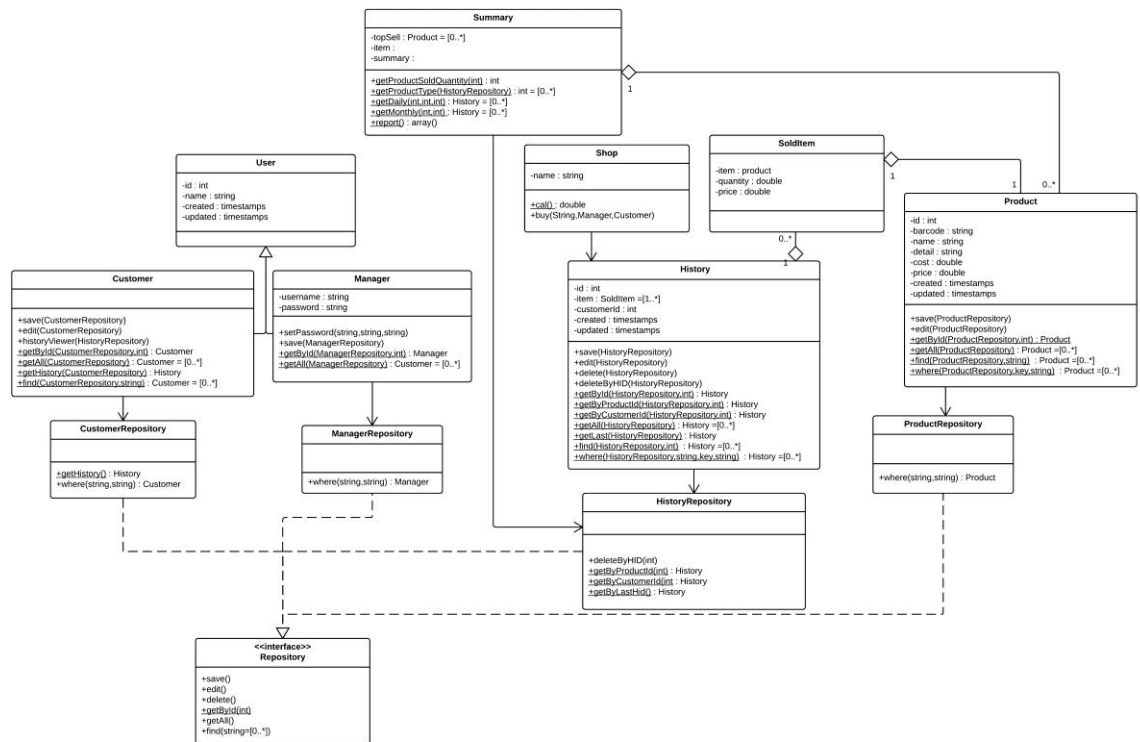 Summary
-topSell : Product = [0..*]
-item :
-summary :
+getProductSoldQuantity(int) : int
+getProductType(HistoryRepository) : int = [0..*]
+getDaily(int,int,int) : History = [0..*]
+getMonthly(int,int) : History = [0..*]
+report() : array()
1
User
-id : int
-name : string
-created : timestamps
-updated : timestamps
Shop
-name : string
+cal() : double
+buy(String,Manager,Customer)
SoldItem
-item : product
-quantity : double
-price : double
1
1
0..*
0..*
1
Product
-id : int
-barcode : string
-name : string
-detail : string
-cost : double
-price : double
-created : timestamps
-updated : timestamps
+save(ProductRepository)
+edit(ProductRepository)
+getById(ProductRepository,int) : Product
+getAll(ProductRepository) : Product =[0..*]
+find(ProductRepository,string) : Product =[0..*]
+where(ProductRepository,key,string) : Product =[0..*]
Customer
+save(CustomerRepository)
+edit(CustomerRepository)
+historyViewer(HistoryRepository)
+getById(CustomerRepository,int) : Customer
+getAll(CustomerRepository) : Customer = [0..*]
+getHistory(CustomerRepository) : History
+find(CustomerRepository,string) : Customer = [0..*]
Manager
-username : string
-password : string
+setPassword(string,string,string)
+save(ManagerRepository)
+getById(ManagerRepository,int) : Manager
+getAll(ManagerRepository) : Customer = [0..*]
History
-id : int
-item : SoldItem =[1..*]
-customerId : int
-created : timestamps
-updated : timestamps
+save(HistoryRepository)
+edit(HistoryRepository)
+delete(HistoryRepository)
+deleteByHID(HistoryRepository)
+getById(HistoryRepository,int) : History
+getByProductId(HistoryRepository,int) : History
+getByCustomerId(HistoryRepository,int) : History
+getAll(HistoryRepository) : History =[0..*]
+getLast(HistoryRepository) : History
+find(HistoryRepository,int) : History =[0..*]
+where(HistoryRepository,string,key,string) : History =[0..*]
CustomerRepository
+getHistory() : History
+where(string,string) : Customer
ManagerRepository
+where(string,string) : Manager
ProductRepository
+where(string,string) : Product
HistoryRepository
+deleteByHID(int)
+getByProductId(int) : History
+getByCustomerId(int : History
+getByLastHid() : History
<<interface>>
Repository
+save()
+edit()
+delete()
+getById(int)
+getAll()
+find(string=[0..*])